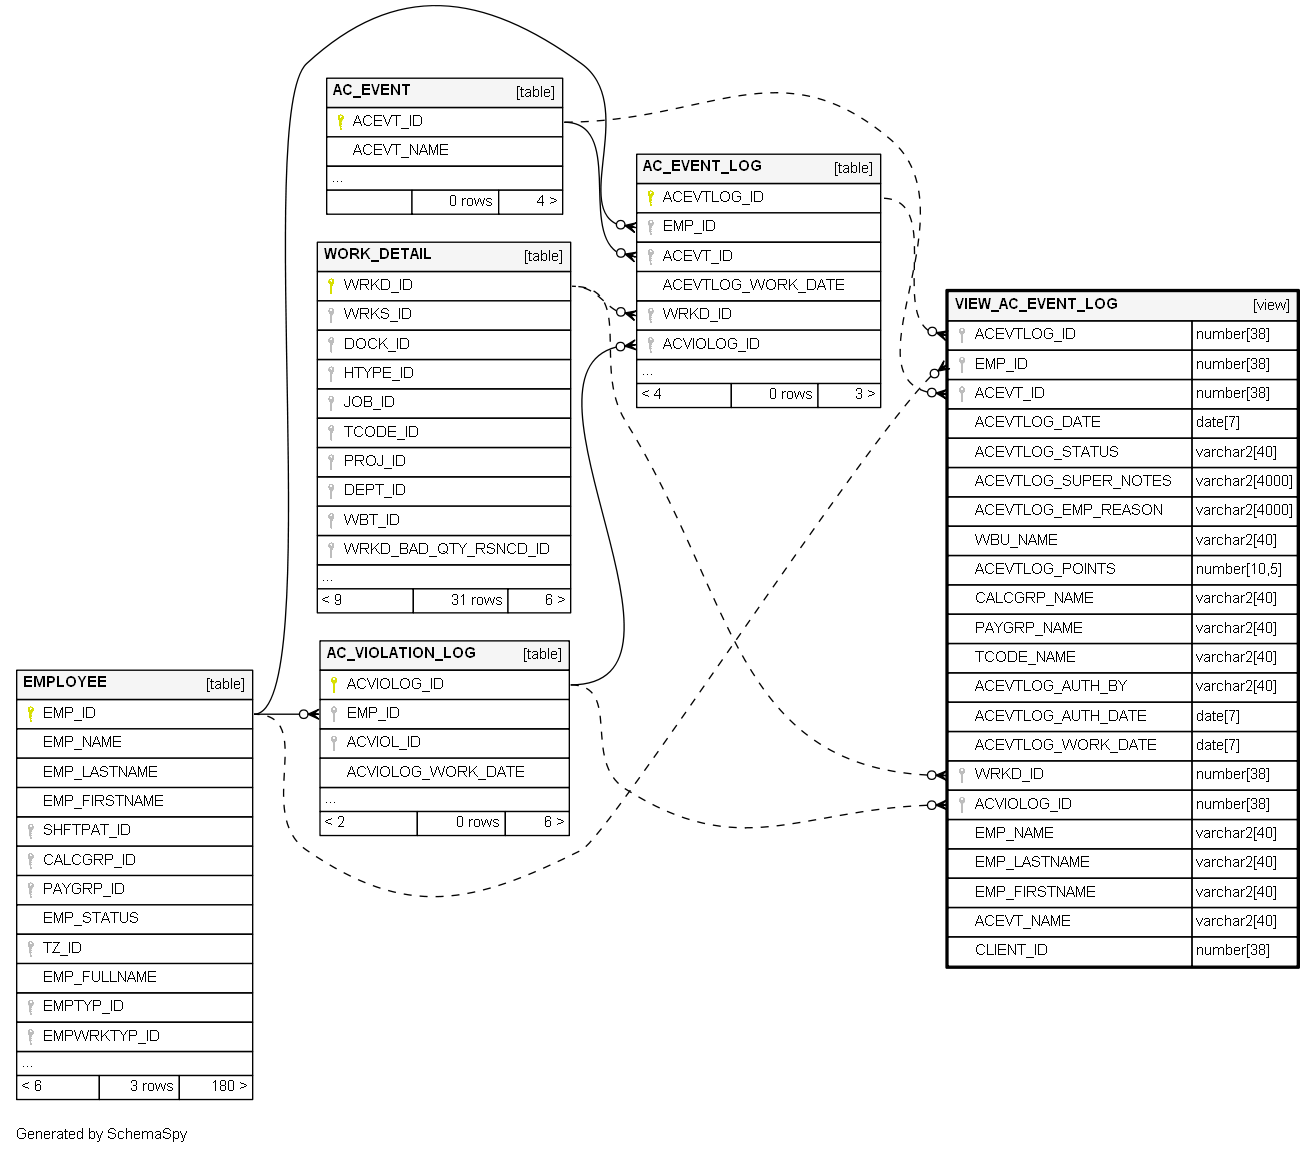 AC_EVENT [table]
ACEVT_ID
ACEVT_NAME
...
0 rows 4 >
AC_EVENT_LOG [table]
ACEVTLOG_ID
EMP_ID
ACEVT_ID
ACEVTLOG_WORK_DATE
WRKD_ID
ACVIOLOG_ID
...
< 4 0 rows 3 >
WORK_DETAIL [table]
WRKD_ID
WRKS_ID
DOCK_ID
HTYPE_ID
JOB_ID
TCODE_ID
PROJ_ID
DEPT_ID
WBT_ID
WRKD_BAD_QTY_RSNCD_ID
...
< 9 31 rows 6 >
VIEW_AC_EVENT_LOG [view]
ACEVTLOG_ID number[38]
EMP_ID number[38]
ACEVT_ID number[38]
ACEVTLOG_DATE date[7]
ACEVTLOG_STATUS varchar2[40]
ACEVTLOG_SUPER_NOTES varchar2[4000]
ACEVTLOG_EMP_REASON varchar2[4000]
WBU_NAME varchar2[40]
ACEVTLOG_POINTS number[10,5]
CALCGRP_NAME varchar2[40]
PAYGRP_NAME varchar2[40]
TCODE_NAME varchar2[40]
ACEVTLOG_AUTH_BY varchar2[40]
ACEVTLOG_AUTH_DATE date[7]
ACEVTLOG_WORK_DATE date[7]
WRKD_ID number[38]
ACVIOLOG_ID number[38]
EMP_NAME varchar2[40]
EMP_LASTNAME varchar2[40]
EMP_FIRSTNAME varchar2[40]
ACEVT_NAME varchar2[40]
CLIENT_ID number[38]
AC_VIOLATION_LOG [table]
ACVIOLOG_ID
EMP_ID
ACVIOL_ID
ACVIOLOG_WORK_DATE
...
< 2 0 rows 6 >
EMPLOYEE [table]
EMP_ID
EMP_NAME
EMP_LASTNAME
EMP_FIRSTNAME
SHFTPAT_ID
CALCGRP_ID
PAYGRP_ID
EMP_STATUS
TZ_ID
EMP_FULLNAME
EMPTYP_ID
EMPWRKTYP_ID
...
< 6 3 rows 180 >
Generated by SchemaSpy